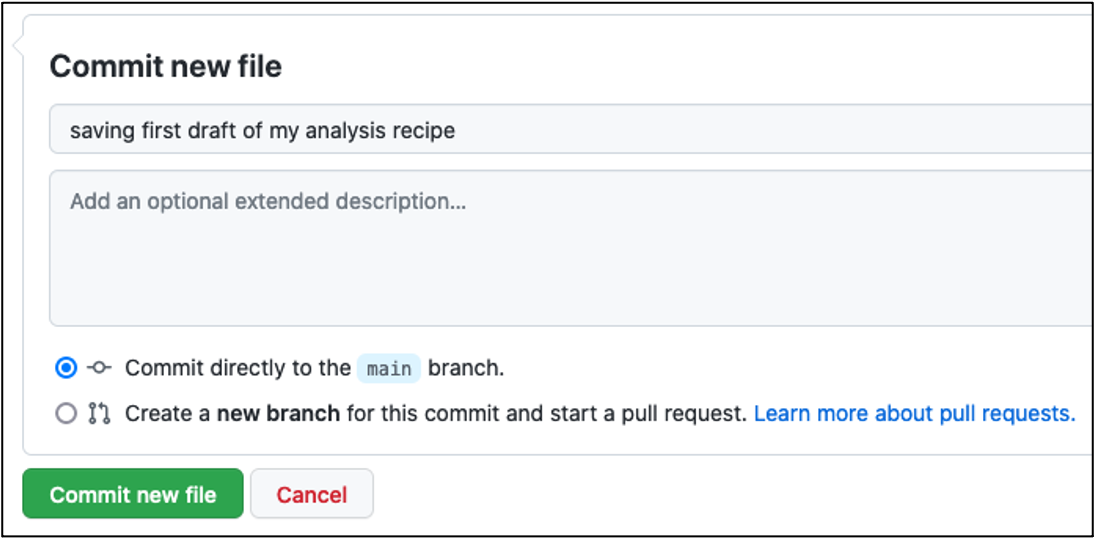 Commit new file
saving first draft of my analysis recipe
Add an optional extended description...
Commit directly to the main branch.
Create a new branch for this commit and start a pull request. Learn more about pull requests.
Commit new file Cancel